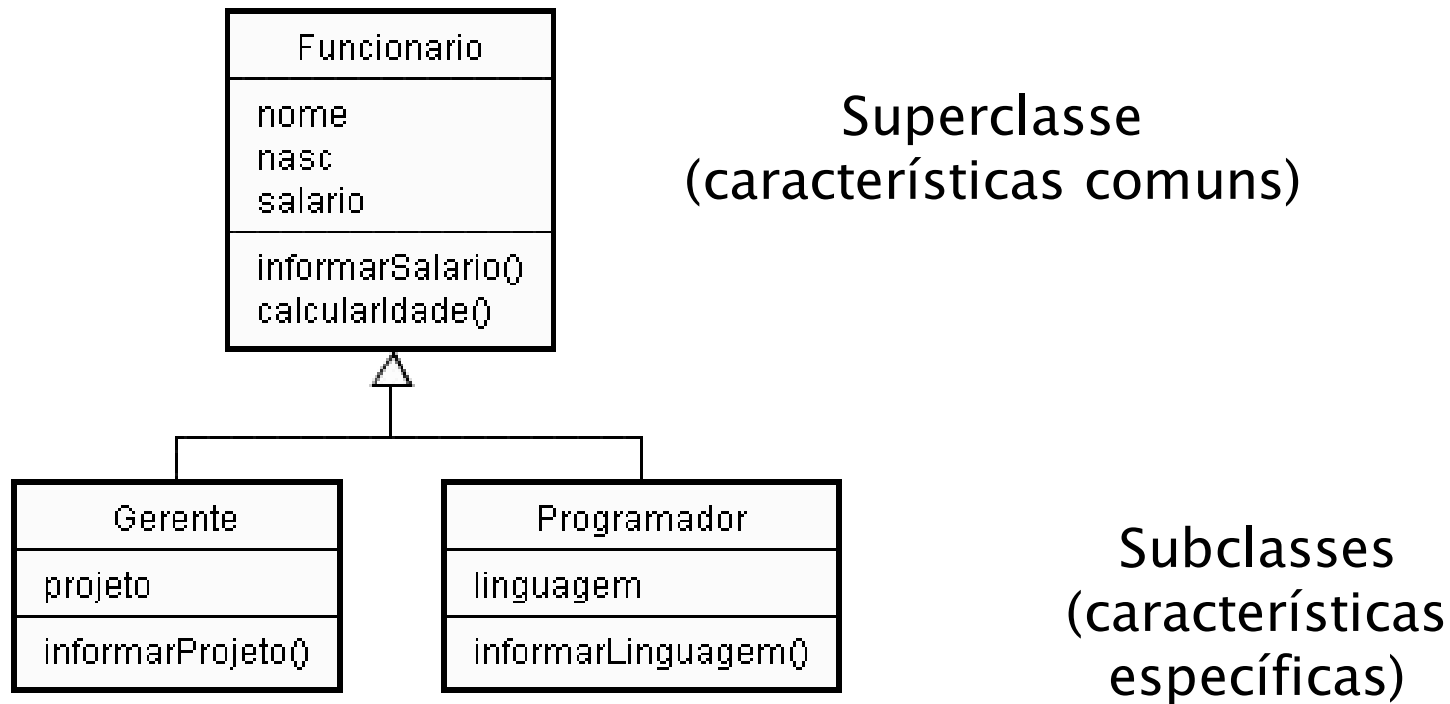 Funcionario
nome
nasc
salario
informarSalario()
calcularIdade()
Superclasse
(características comuns)
Gerente
projeto
informarProjeto()
Programador
linguagem
informarLinguagem()
Subclasses
(características
específicas)